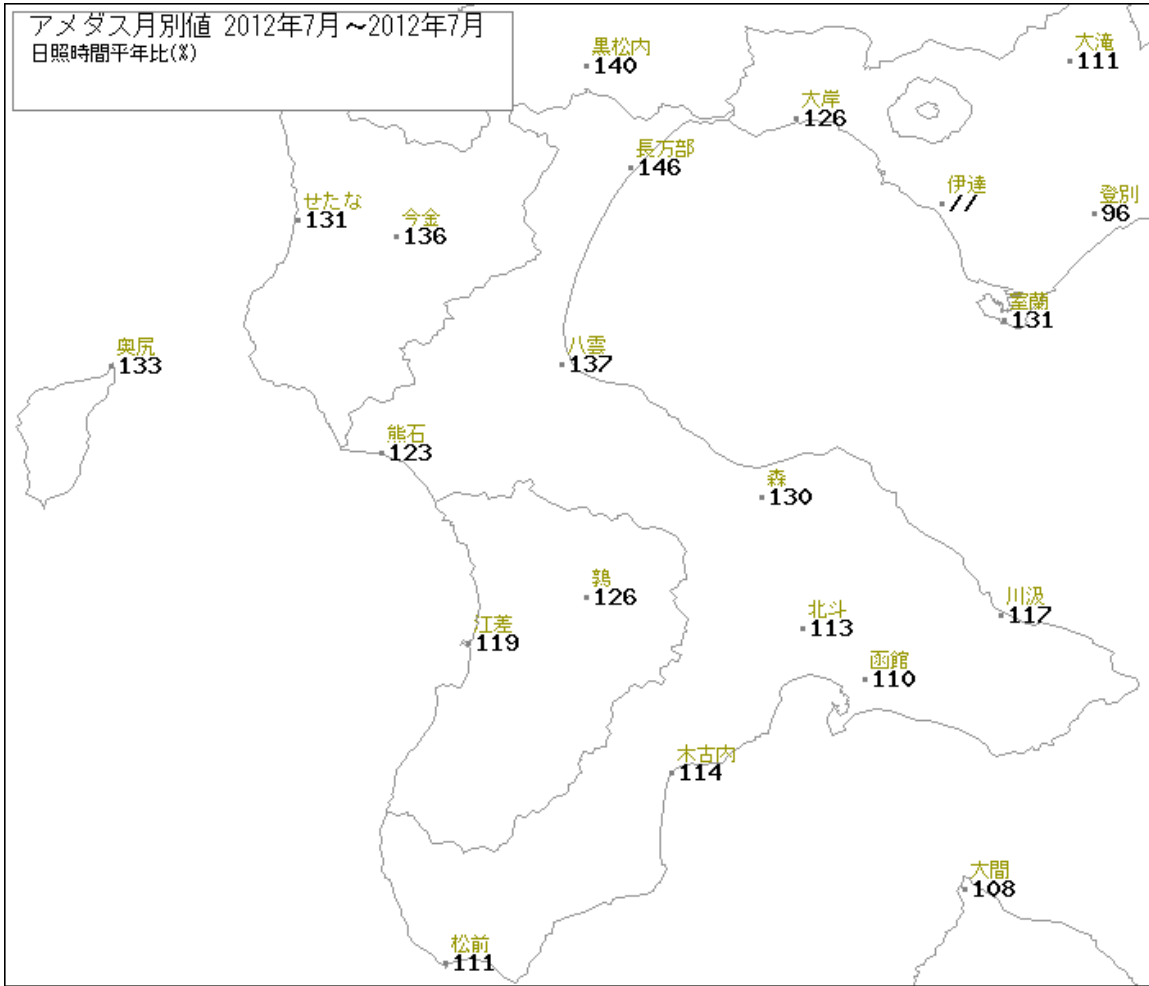 アメダス月別値 2012年7月～2012年7月
日照時間平年比(%)
黒松内
140
大滝
111
大岸
126
長万部
146
伊達
//
登別
96
せたな
131
今金
136
室蘭
131
奥尻
133
八雲
137
熊石
123
森
130
鶉
126
川汲
117
北斗
113
江差
119
函館
110
木古内
114
大間
108
松前
111